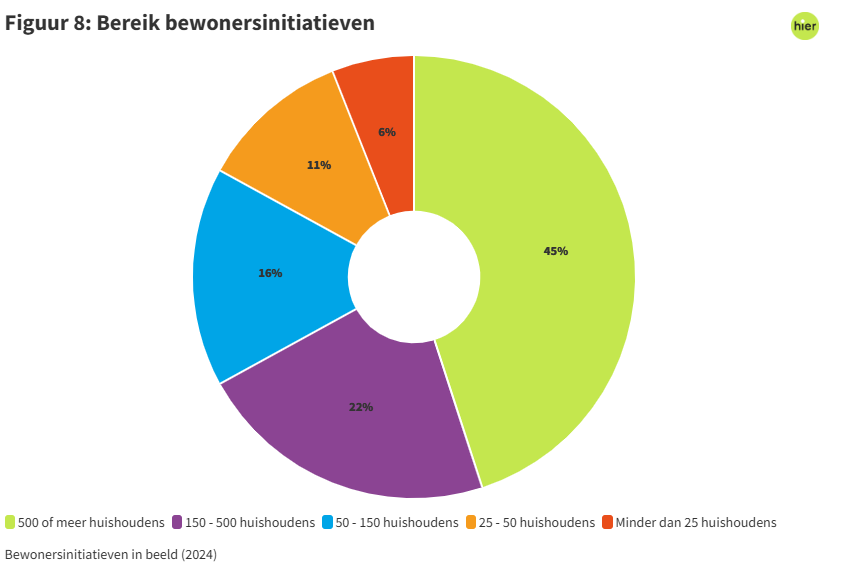 Figuur 8: Bereik bewonersinitiatieven
hier
6%
11%
45%
16%
22%
500 of meer huishoudens 150 - 500 huishoudens 50 - 150 huishoudens 25 - 50 huishoudens Minder dan 25 huishoudens
Bewonersinitiatieven in beeld (2024)